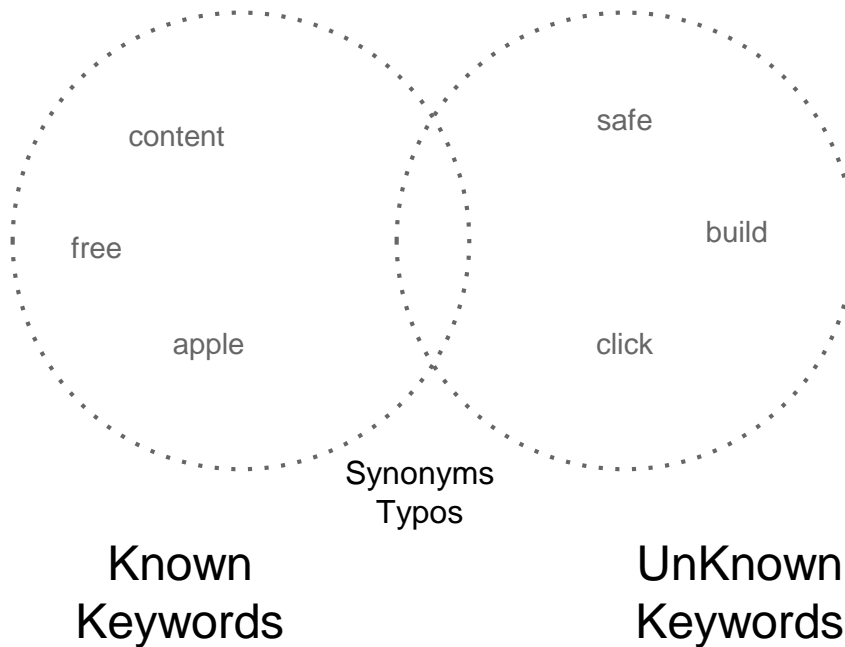 content
free
apple
safe
build
click
Synonyms
Typos
Known
Keywords
UnKnown
Keywords